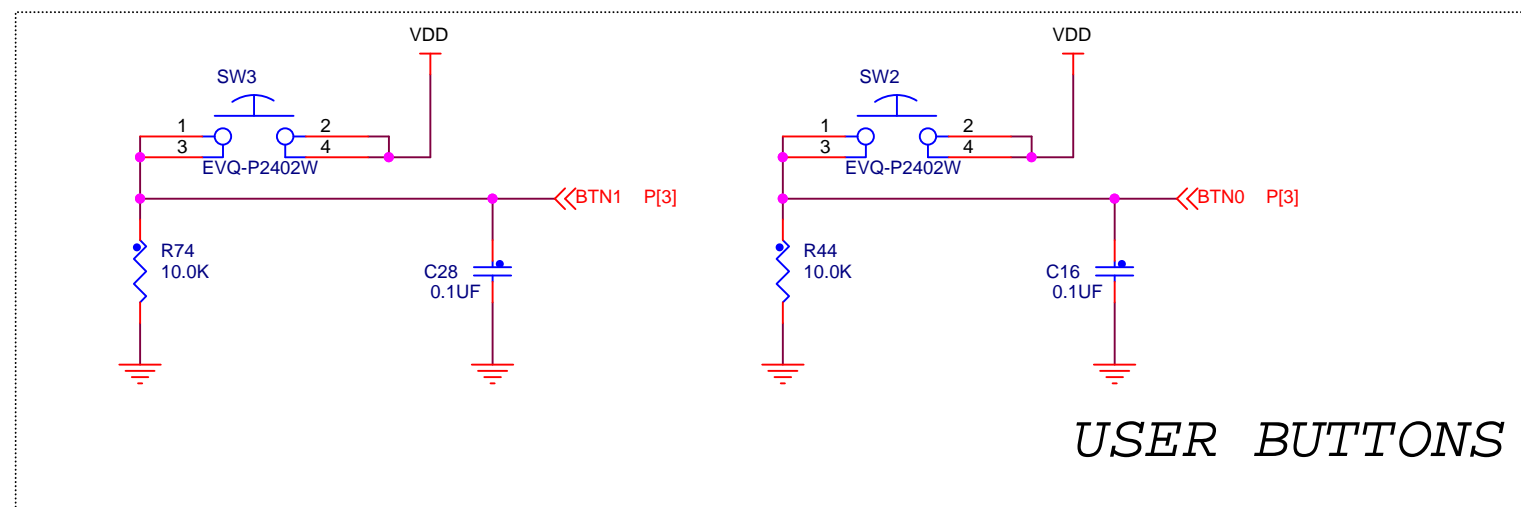 VDD
SW3
1
2
3
4
EVQ-P2402W
BTN1 P[3]
R74
10.0K
C28
0.1UF
VDD
SW2
1
2
3
4
EVQ-P2402W
BTN0 P[3]
R44
10.0K
C16
0.1UF
USER BUTTONS